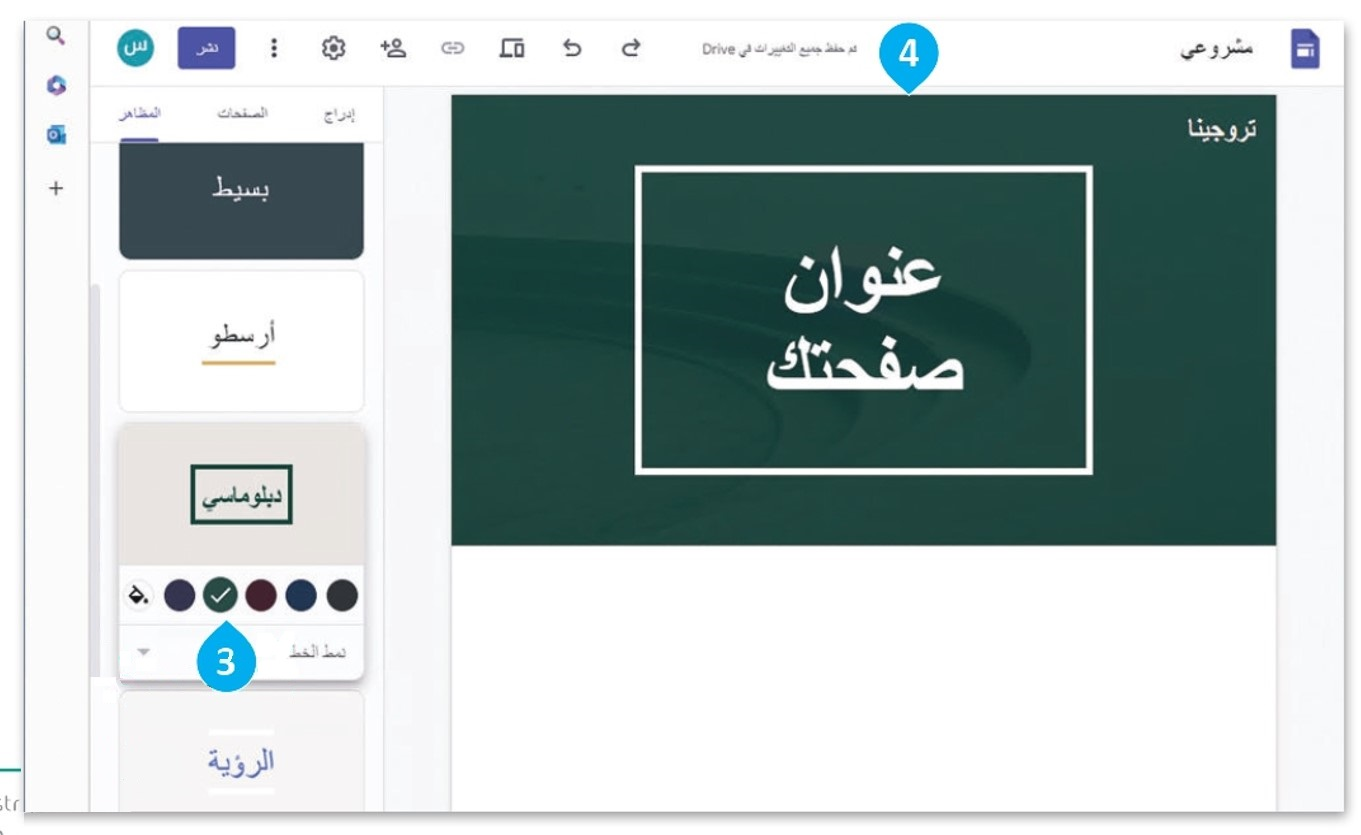 مشروعي
4
تم حفظ جميع التغييرات في Drive
نشر
س
إدراج
الصفحات
المظاهر
تروجينا
عنوان
صفحتك
بسيط
أرسطو
دبلوماسي
نمط الخط
3
الرؤية